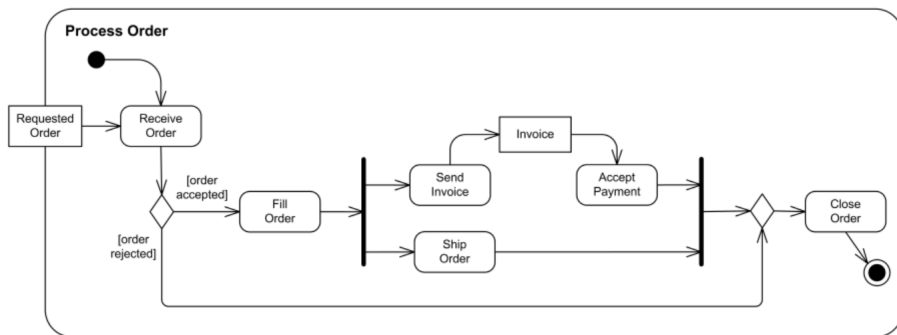 Process Order
Requested
Order
Receive
Order
[order
accepted]
[order
rejected]
Fill
Order
Send
Invoice
Invoice
Accept
Payment
Ship
Order
Close
Order